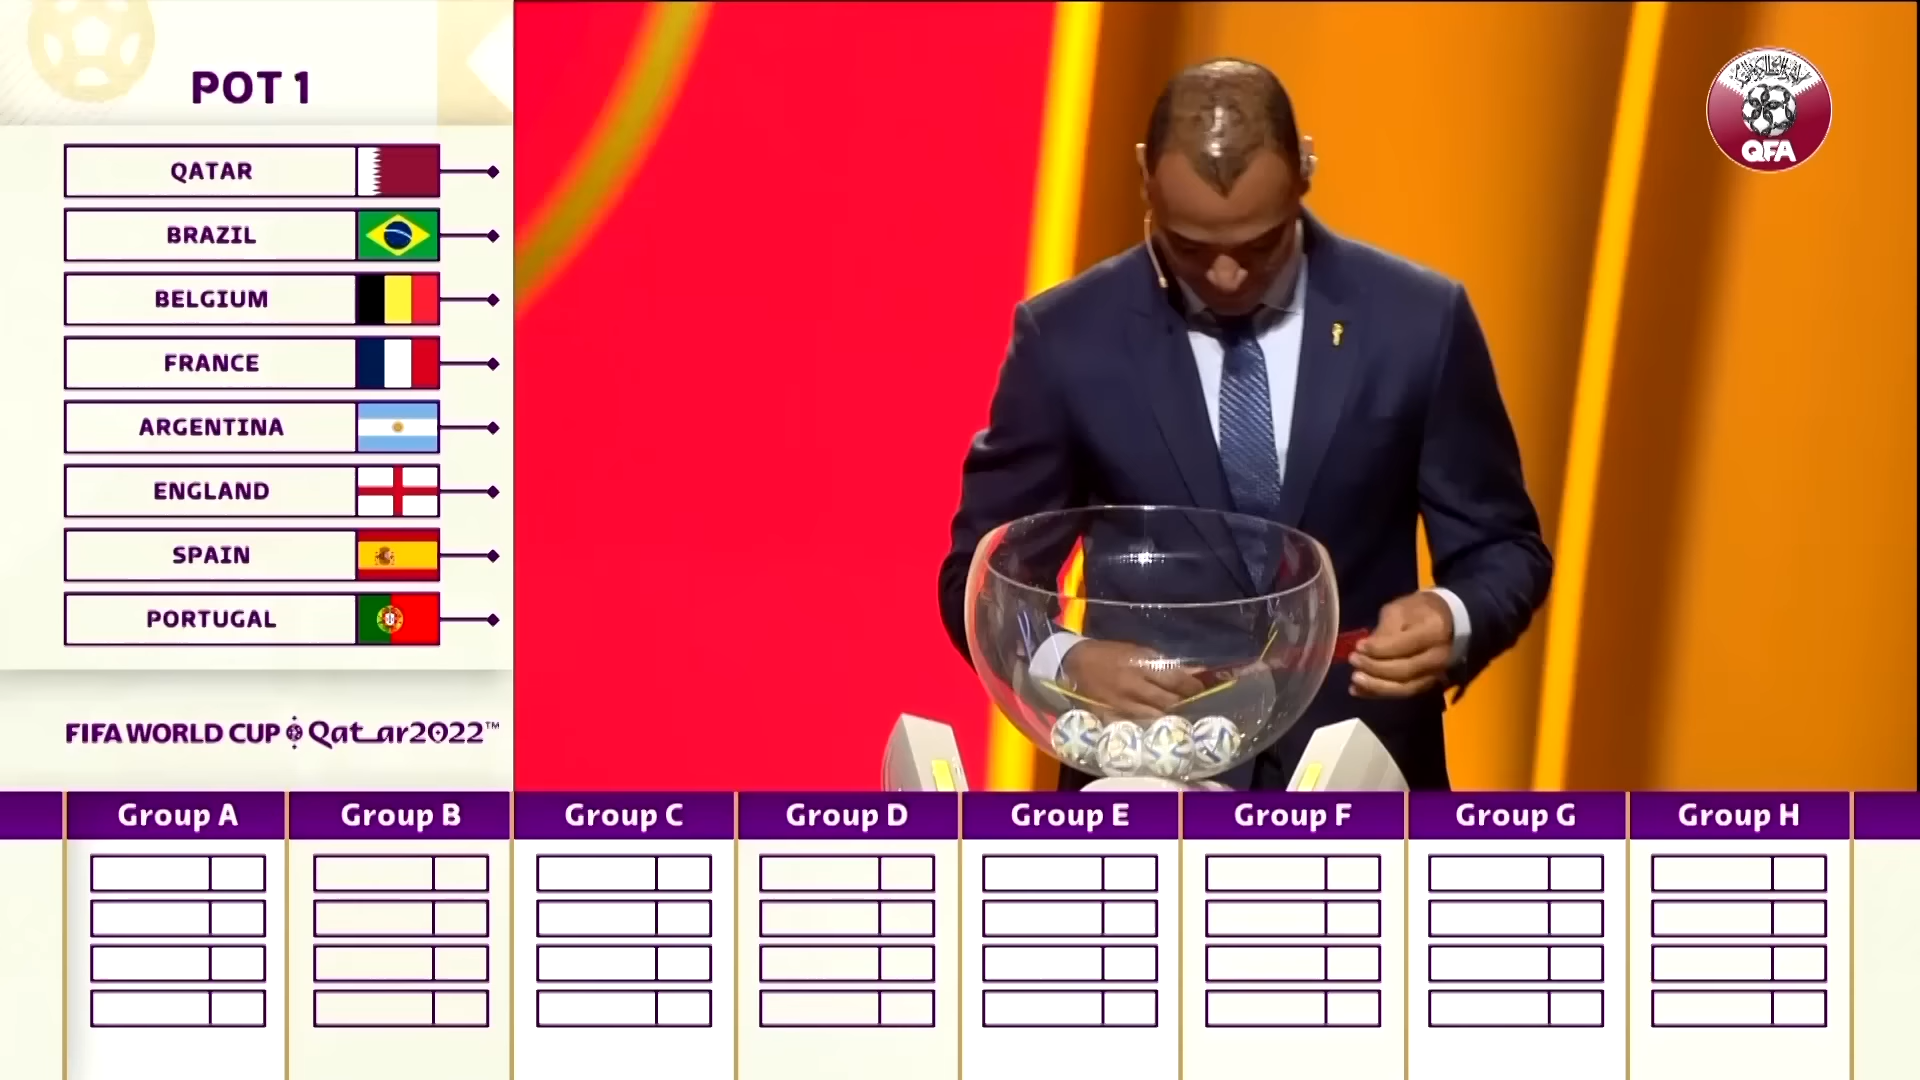 POT 1
QATAR
BRAZIL
BELGIUM
FRANCE
ARGENTINA
ENGLAND
SPAIN
PORTUGAL
FIFA WORLD CUP Qatar2022™
QFA
Group A
Group B
Group C
Group D
Group E
Group F
Group G
Group H